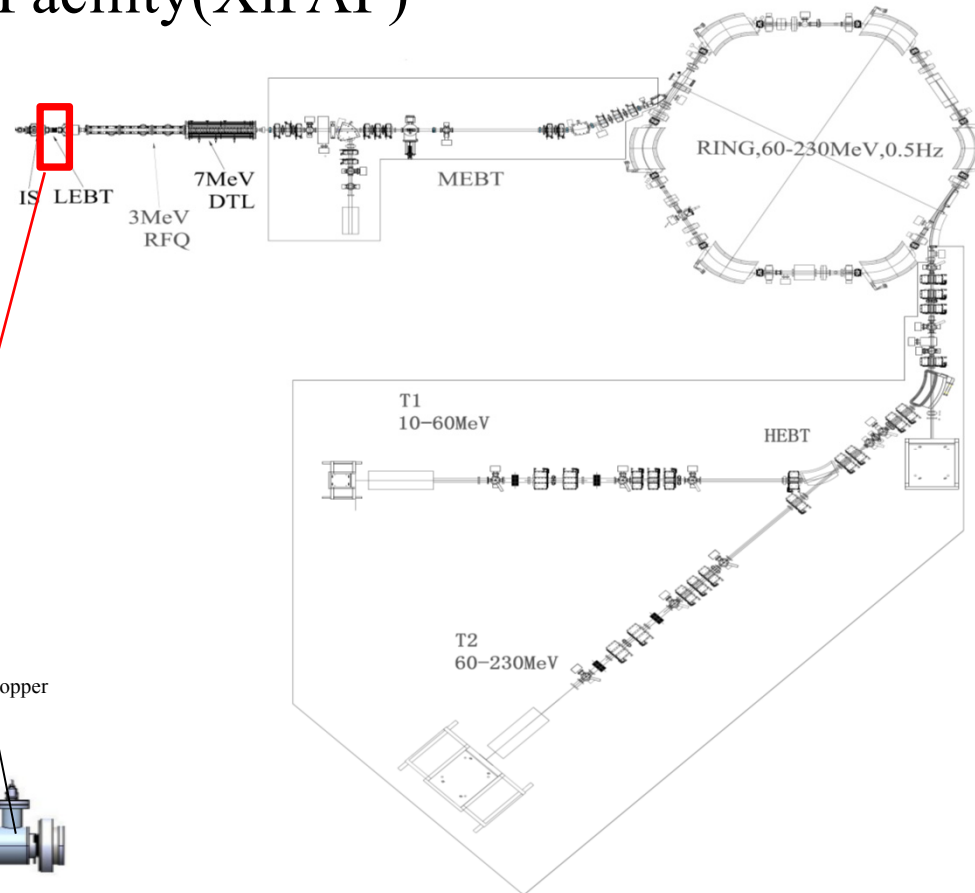 Facility(XiPAF)
IS LEBT
3MeV
RFQ
7MeV
DTL
MEBT
RING,60-230MeV,0.5Hz
T1
10-60MeV
HEBT
T2
60-230MeV
opper